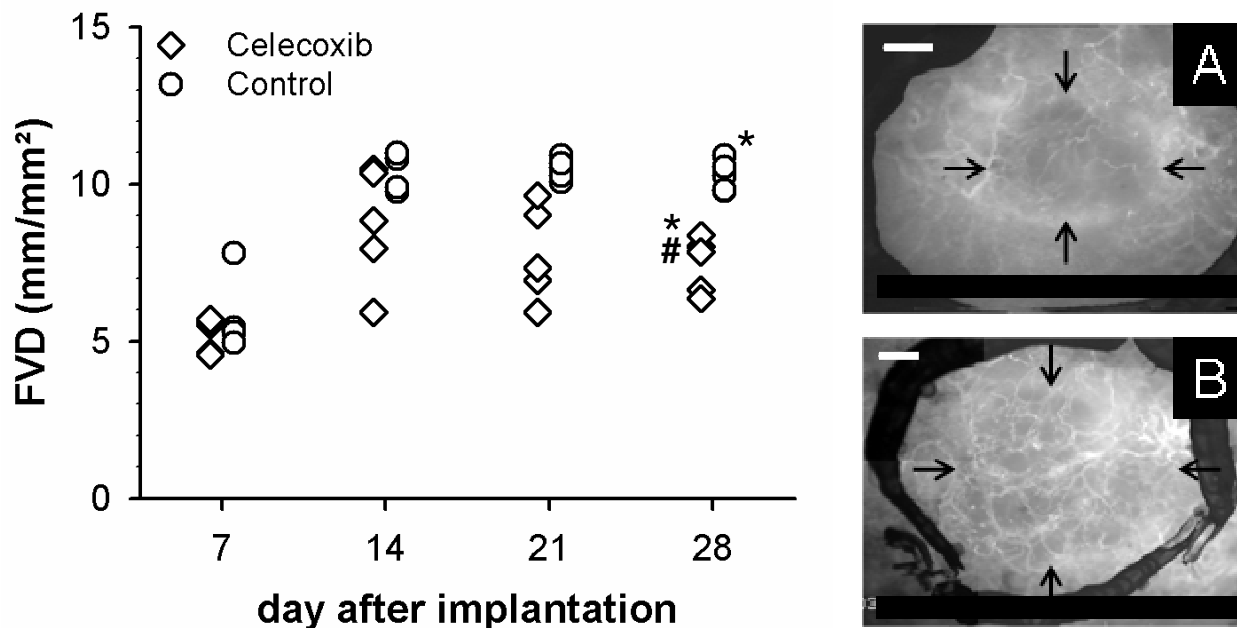 15
10
5
0
FVD (mm/mm²)
Celecoxib
Control
*
*
#
7 14 21 28
day after implantation
A
B